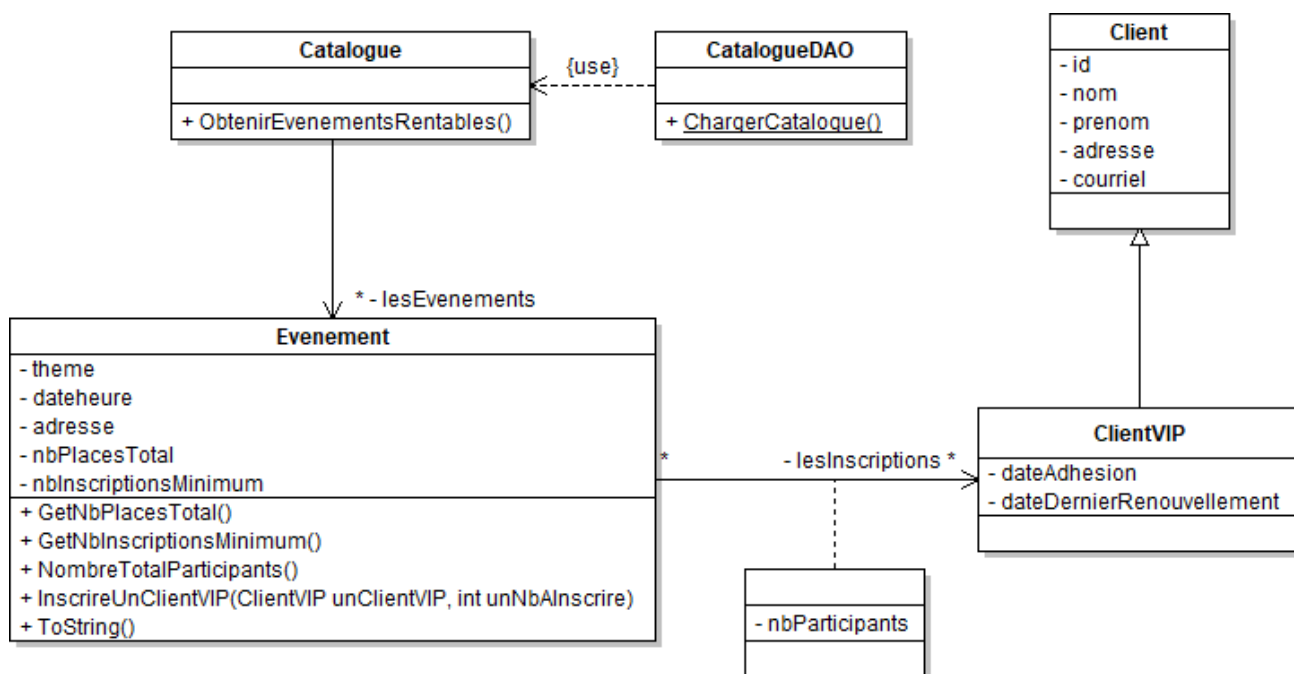 Catalogue
+ ObtenirEvenementsRentables()
{use}
CatalogueDAO
+ ChargerCatalogue()
Client
- id
- nom
- prenom
- adresse
- courriel
* - lesEvenements
Evenement
- theme
- dateheure
- adresse
- nbPlacesTotal
- nbInscriptionsMinimum
+ GetNbPlacesTotal()
+ GetNbInscriptionsMinimum()
+ NombreTotalParticipants()
+ InscrireUnClientVIP(ClientVIP unClientVIP, int unNbAInscrire)
+ ToString()
*
- lesInscriptions *
ClientVIP
- dateAdhesion
- dateDernierRenouvellement
- nbParticipants